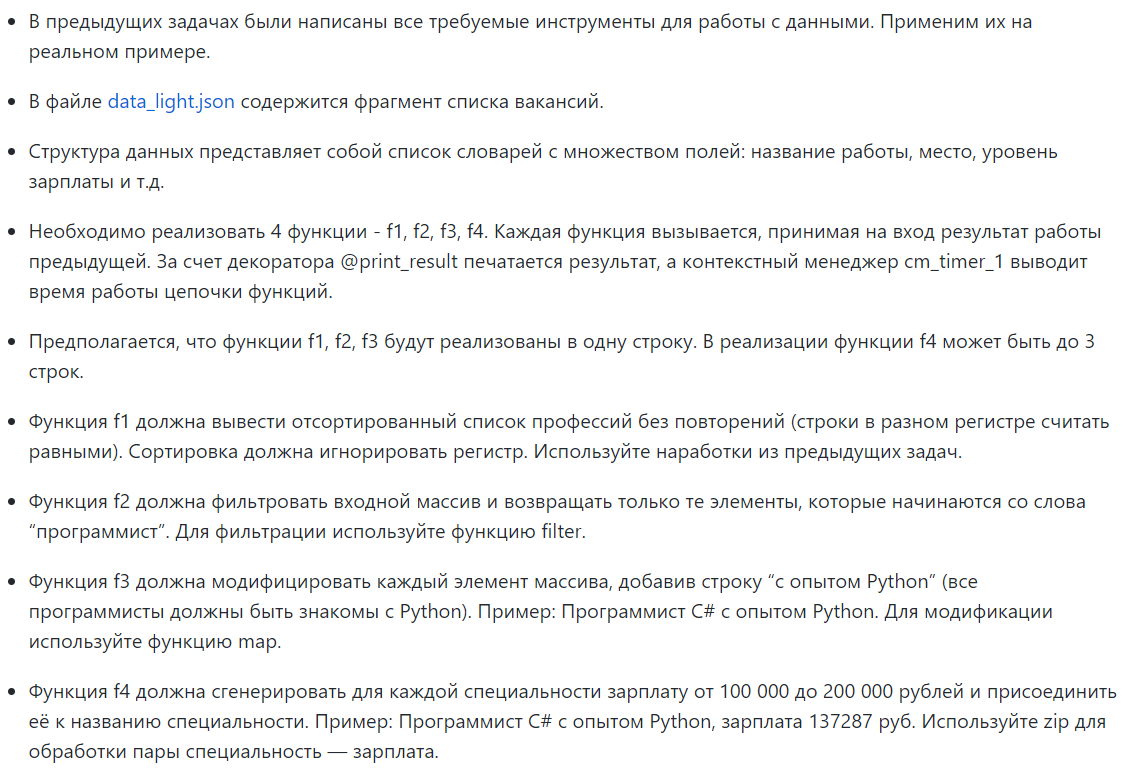 • В предыдущих задачах были написаны все требуемые инструменты для работы с данными. Применим их на
реальном примере.
• В файле data_light.json содержится фрагмент списка вакансий.
• Структура данных представляет собой список словарей с множеством полей: название работы, место, уровень
зарплаты и т.д.
• Необходимо реализовать 4 функции - f1, f2, f3, f4. Каждая функция вызывается, принимая на вход результат работы
предыдущей. За счет декоратора @print_result печатается результат, а контекстный менеджер cm_timer_1 выводит
время работы цепочки функций.
• Предполагается, что функции f1, f2, f3 будут реализованы в одну строку. В реализации функции f4 может быть до 3
строк.
• Функция f1 должна вывести отсортированный список профессий без повторений (строки в разном регистре считать
равными). Сортировка должна игнорировать регистр. Используйте наработки из предыдущих задач.
• Функция f2 должна фильтровать входной массив и возвращать только те элементы, которые начинаются со слова
“программист”. Для фильтрации используйте функцию filter.
• Функция f3 должна модифицировать каждый элемент массива, добавив строку “с опытом Python” (все
программисты должны быть знакомы с Python). Пример: Программист C# с опытом Python. Для модификации
используйте функцию map.
• Функция f4 должна сгенерировать для каждой специальности зарплату от 100 000 до 200 000 рублей и присоединить
её к названию специальности. Пример: Программист C# с опытом Python, зарплата 137287 руб. Используйте zip для
обработки пары специальность — зарплата.